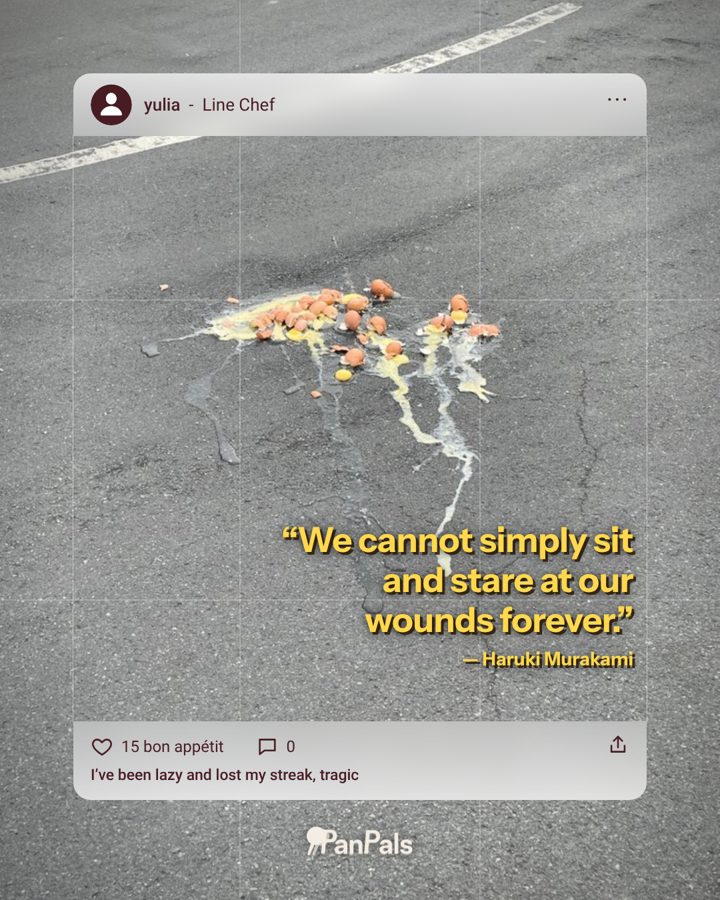 yulia - Line Chef
“We cannot simply sit
and stare at our
wounds forever.”
— Haruki Murakami
15 bon appétit 0
I’ve been lazy and lost my streak, tragic
PanPals